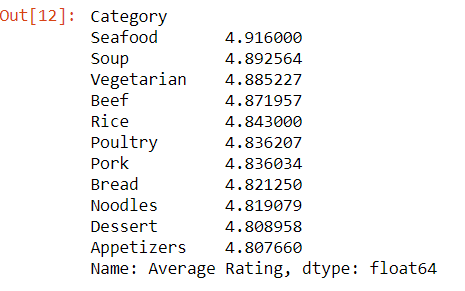 Out[12]: Category
Seafood 4.916000
Soup 4.892564
Vegetarian 4.885227
Beef 4.871957
Rice 4.843000
Poultry 4.836207
Pork 4.836034
Bread 4.821250
Noodles 4.819079
Dessert 4.808958
Appetizers 4.807660
Name: Average Rating, dtype: float64